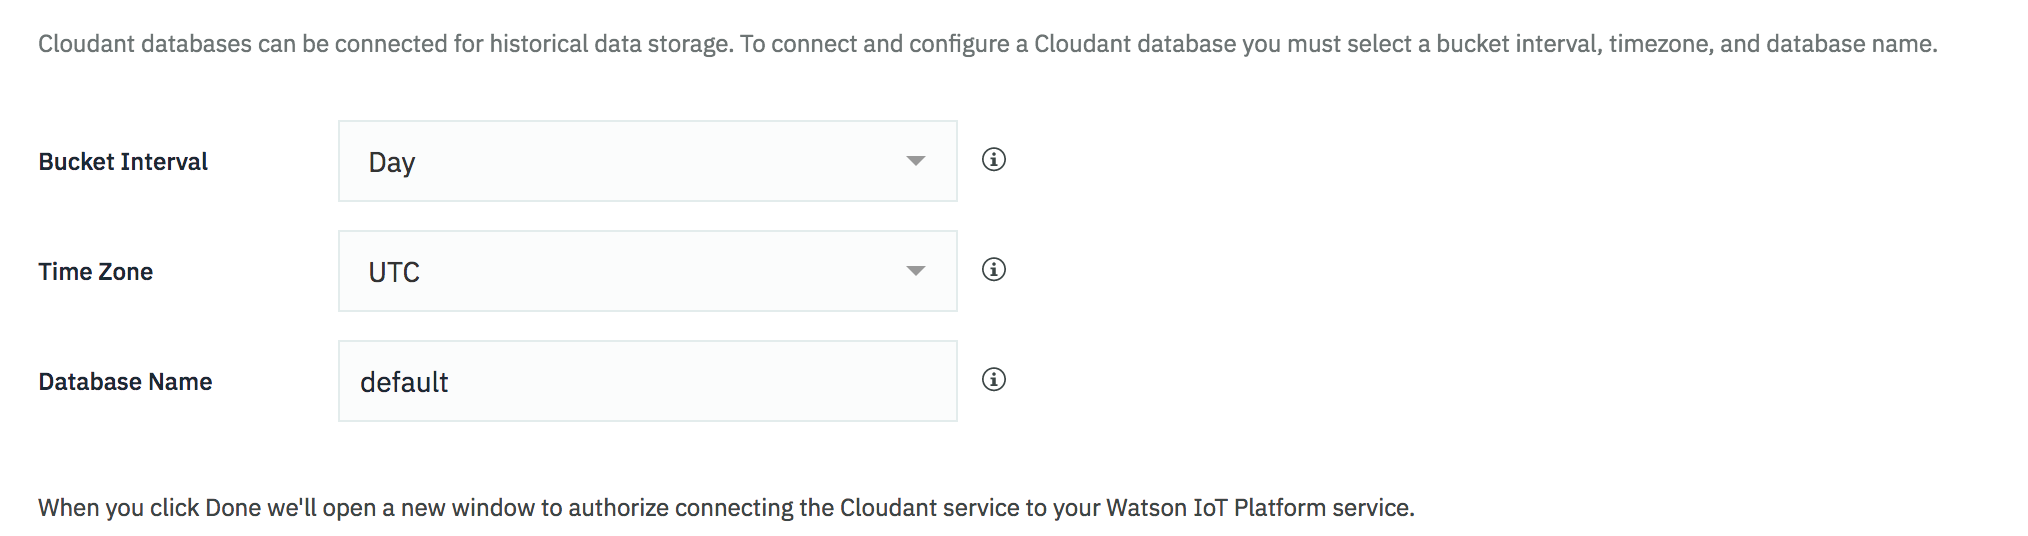 Cloudant databases can be connected for historical data storage. To connect and configure a Cloudant database you must select a bucket interval, timezone, and database name.
Bucket Interval
Day
Time Zone
UTC
Database Name
default
When you click Done we'll open a new window to authorize connecting the Cloudant service to your Watson IoT Platform service.